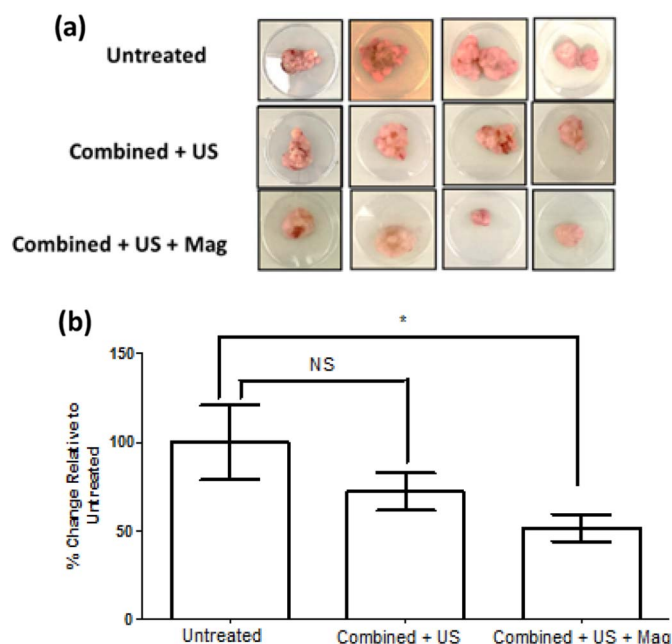 (a)
Untreated
Combined + US
Combined + US + Mag
(b)
*
NS
150
100
50
0
% Change Relative to
Untreated
Untreated
Combined + US
Combined + US + Mag